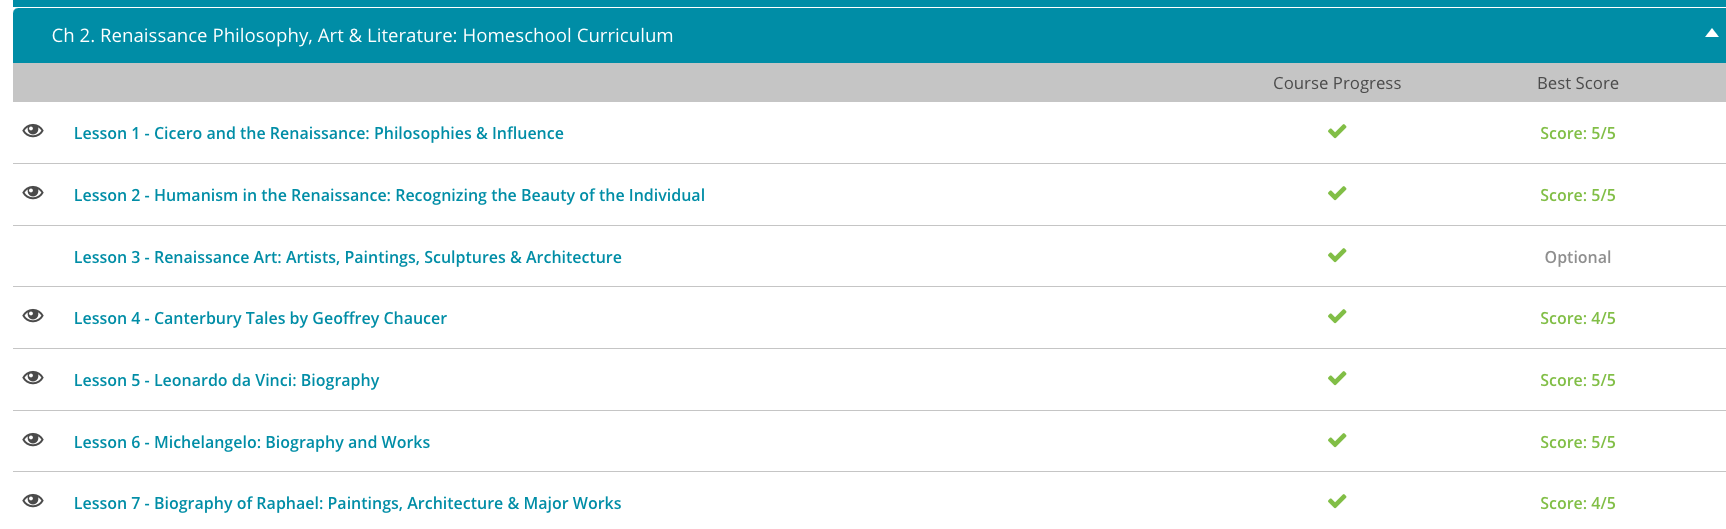 Ch 2. Renaissance Philosophy, Art & Literature: Homeschool Curriculum
Course Progress Best Score
Lesson 1 - Cicero and the Renaissance: Philosophies & Influence Score: 5/5
Lesson 2 - Humanism in the Renaissance: Recognizing the Beauty of the Individual Score: 5/5
Lesson 3 - Renaissance Art: Artists, Paintings, Sculptures & Architecture Optional
Lesson 4 - Canterbury Tales by Geoffrey Chaucer Score: 4/5
Lesson 5 - Leonardo da Vinci: Biography Score: 5/5
Lesson 6 - Michelangelo: Biography and Works Score: 5/5
Lesson 7 - Biography of Raphael: Paintings, Architecture & Major Works Score: 4/5